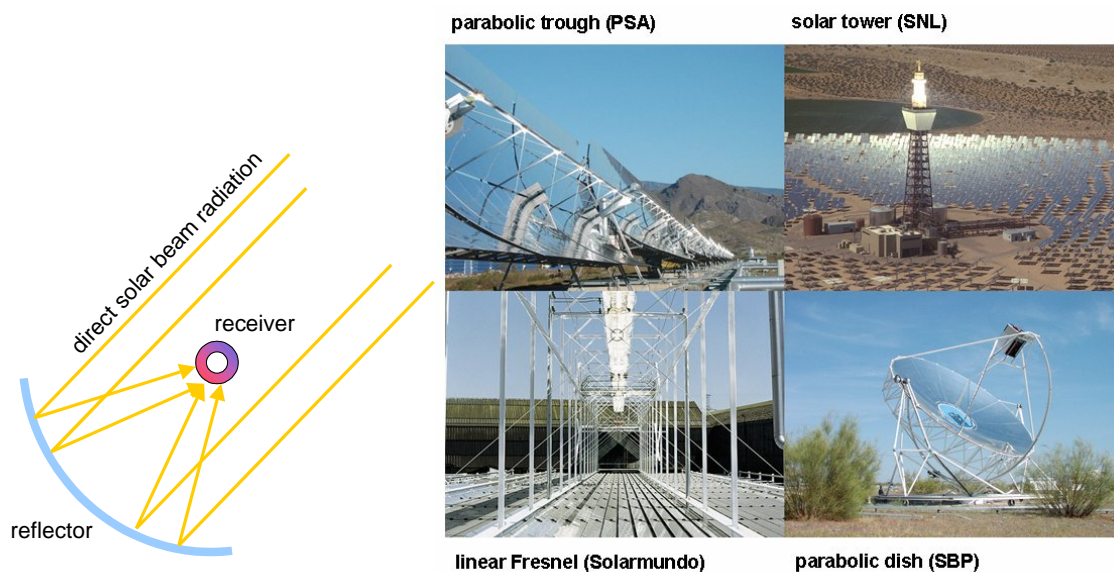 parabolic trough (PSA)
solar tower (SNL)
direct solar beam radiation
receiver
reflector
linear Fresnel (Solarmundo)
parabolic dish (SBP)